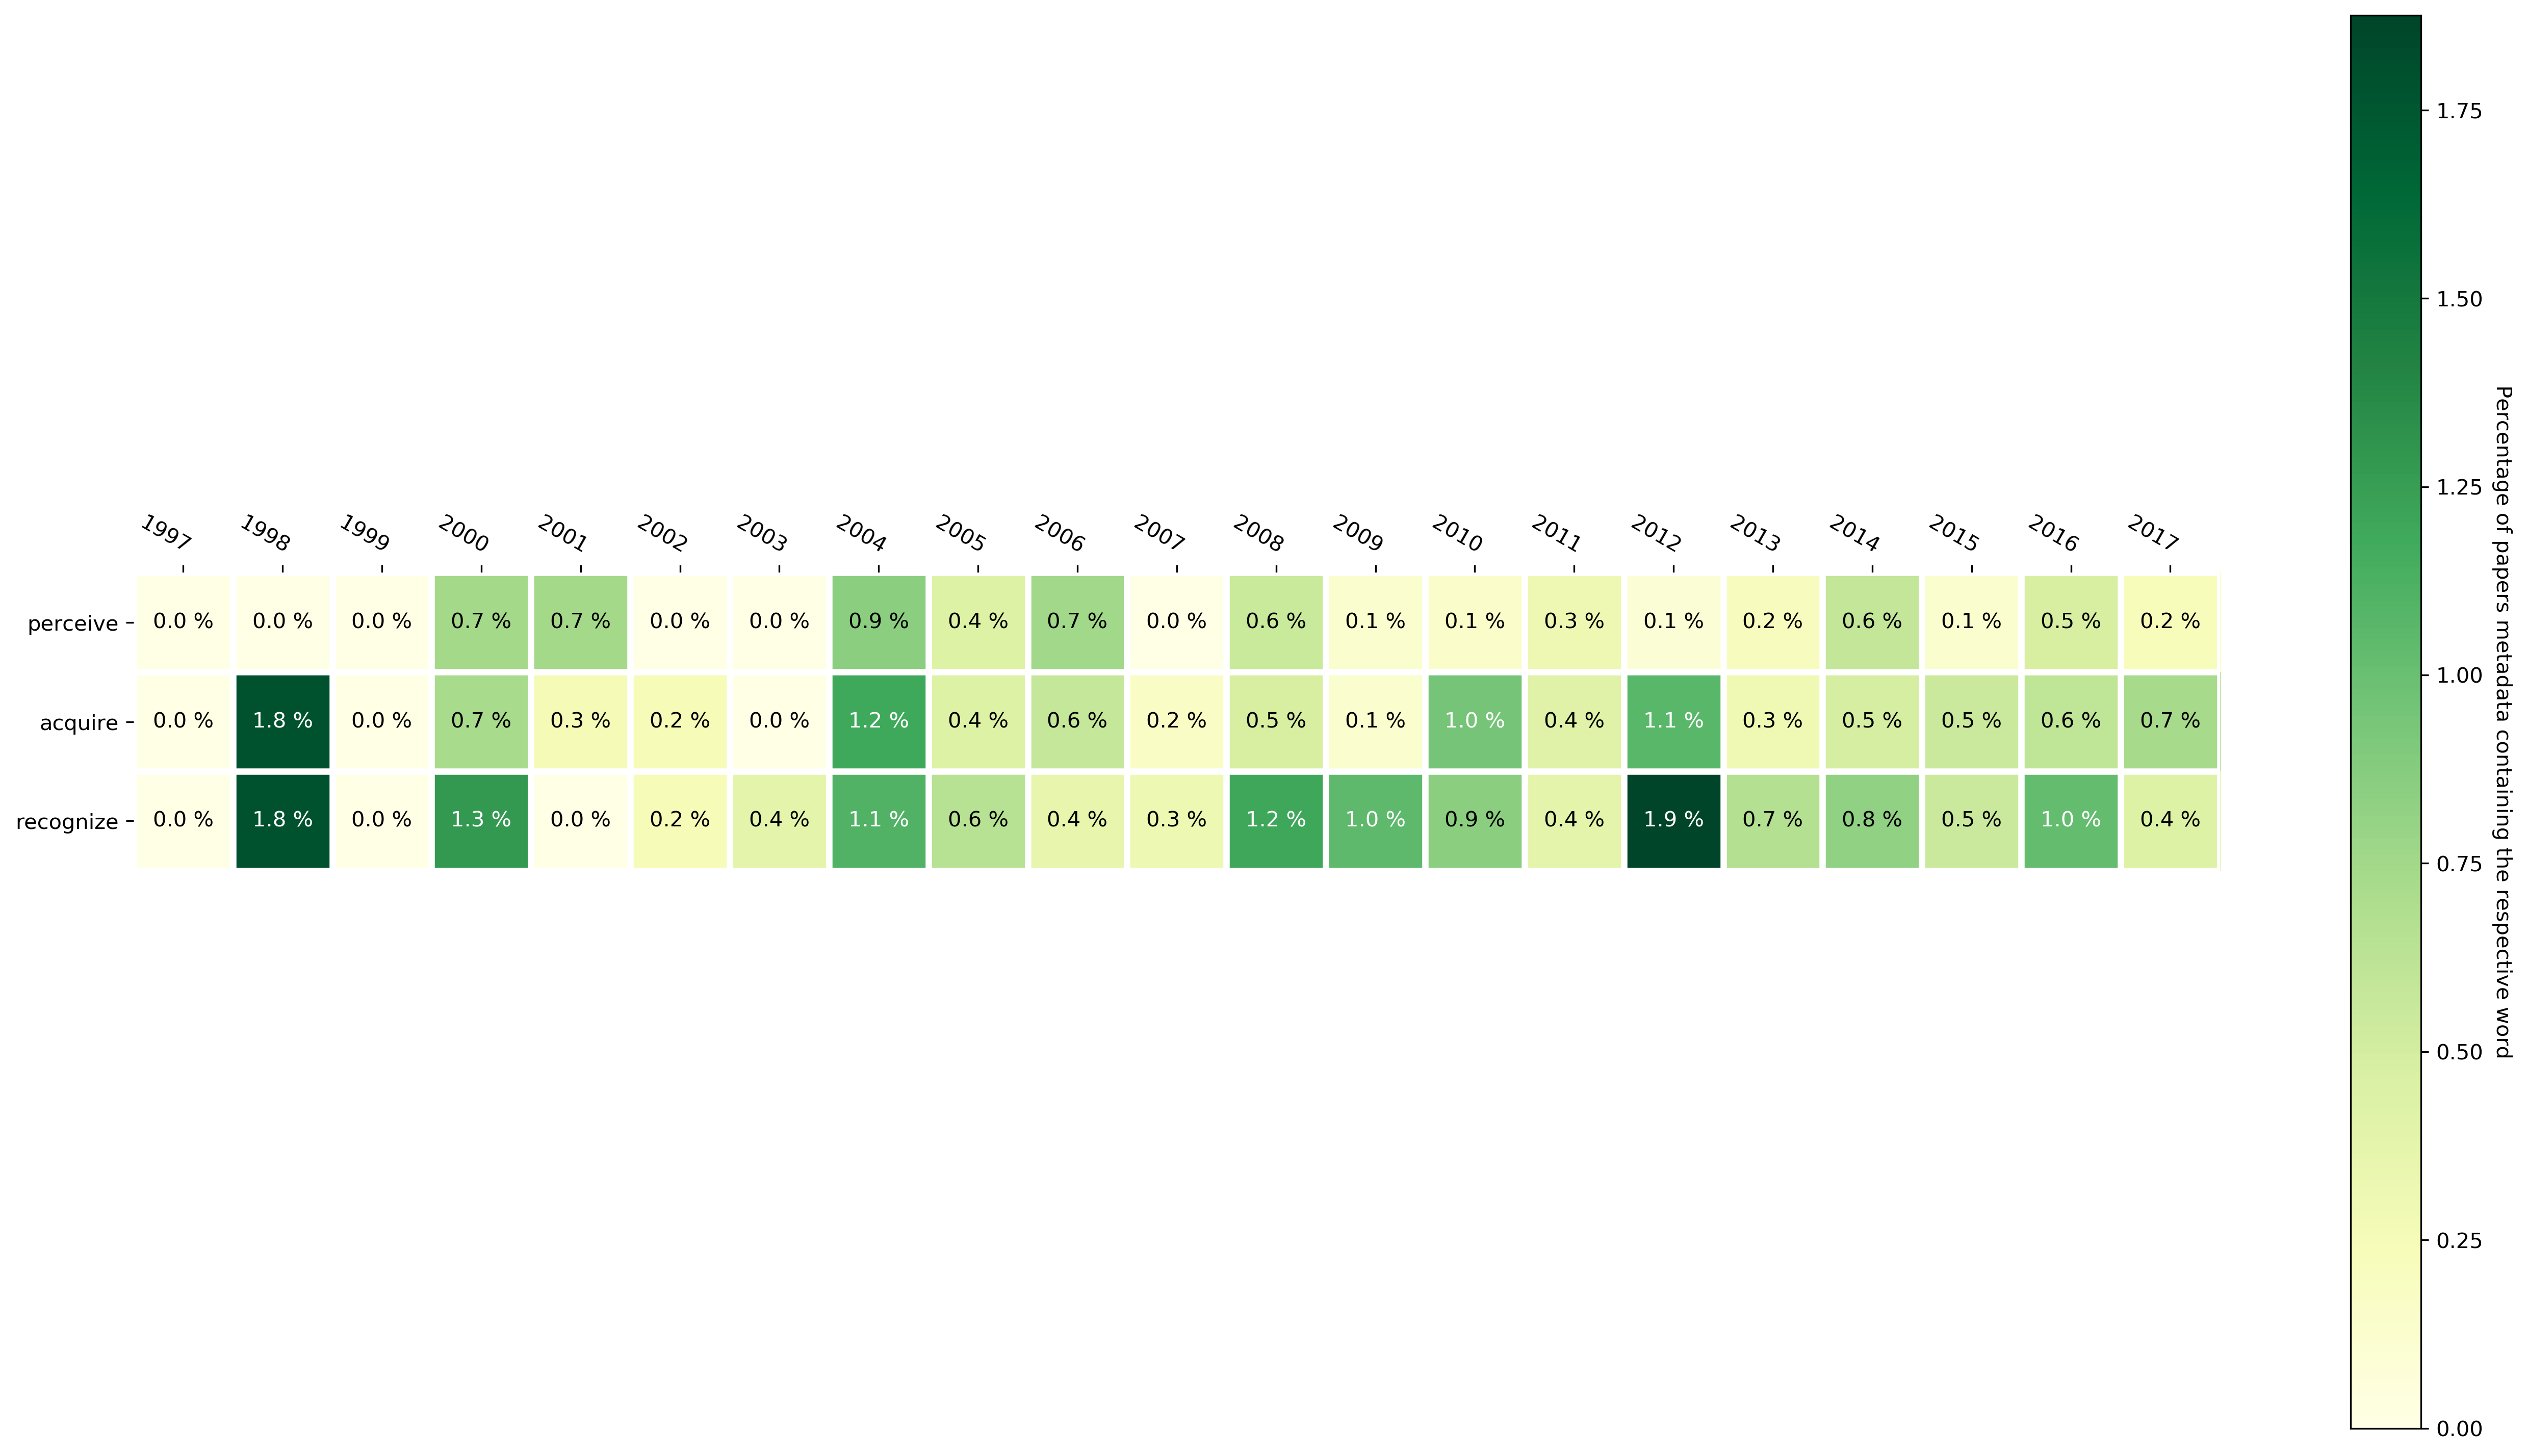 1997 1998 1999 2000 2001 2002 2003 2004 2005 2006 2007 2008 2009 2010 2011 2012 2013 2014 2015 2016 2017
perceive 0.0 % 0.0 % 0.0 % 0.7 % 0.7 % 0.0 % 0.0 % 0.9 % 0.4 % 0.7 % 0.0 % 0.6 % 0.1 % 0.1 % 0.3 % 0.1 % 0.2 % 0.6 % 0.1 % 0.5 % 0.2 %
acquire 0.0 % 1.8 % 0.0 % 0.7 % 0.3 % 0.2 % 0.0 % 1.2 % 0.4 % 0.6 % 0.2 % 0.5 % 0.1 % 1.0 % 0.4 % 1.1 % 0.3 % 0.5 % 0.5 % 0.6 % 0.7 %
recognize 0.0 % 1.8 % 0.0 % 1.3 % 0.0 % 0.2 % 0.4 % 1.1 % 0.6 % 0.4 % 0.3 % 1.2 % 1.0 % 0.9 % 0.4 % 1.9 % 0.7 % 0.8 % 0.5 % 1.0 % 0.4 %
1.75
1.50
1.25
1.00
0.75
0.50
0.25
0.00
Percentage of papers metadata containing the respective word